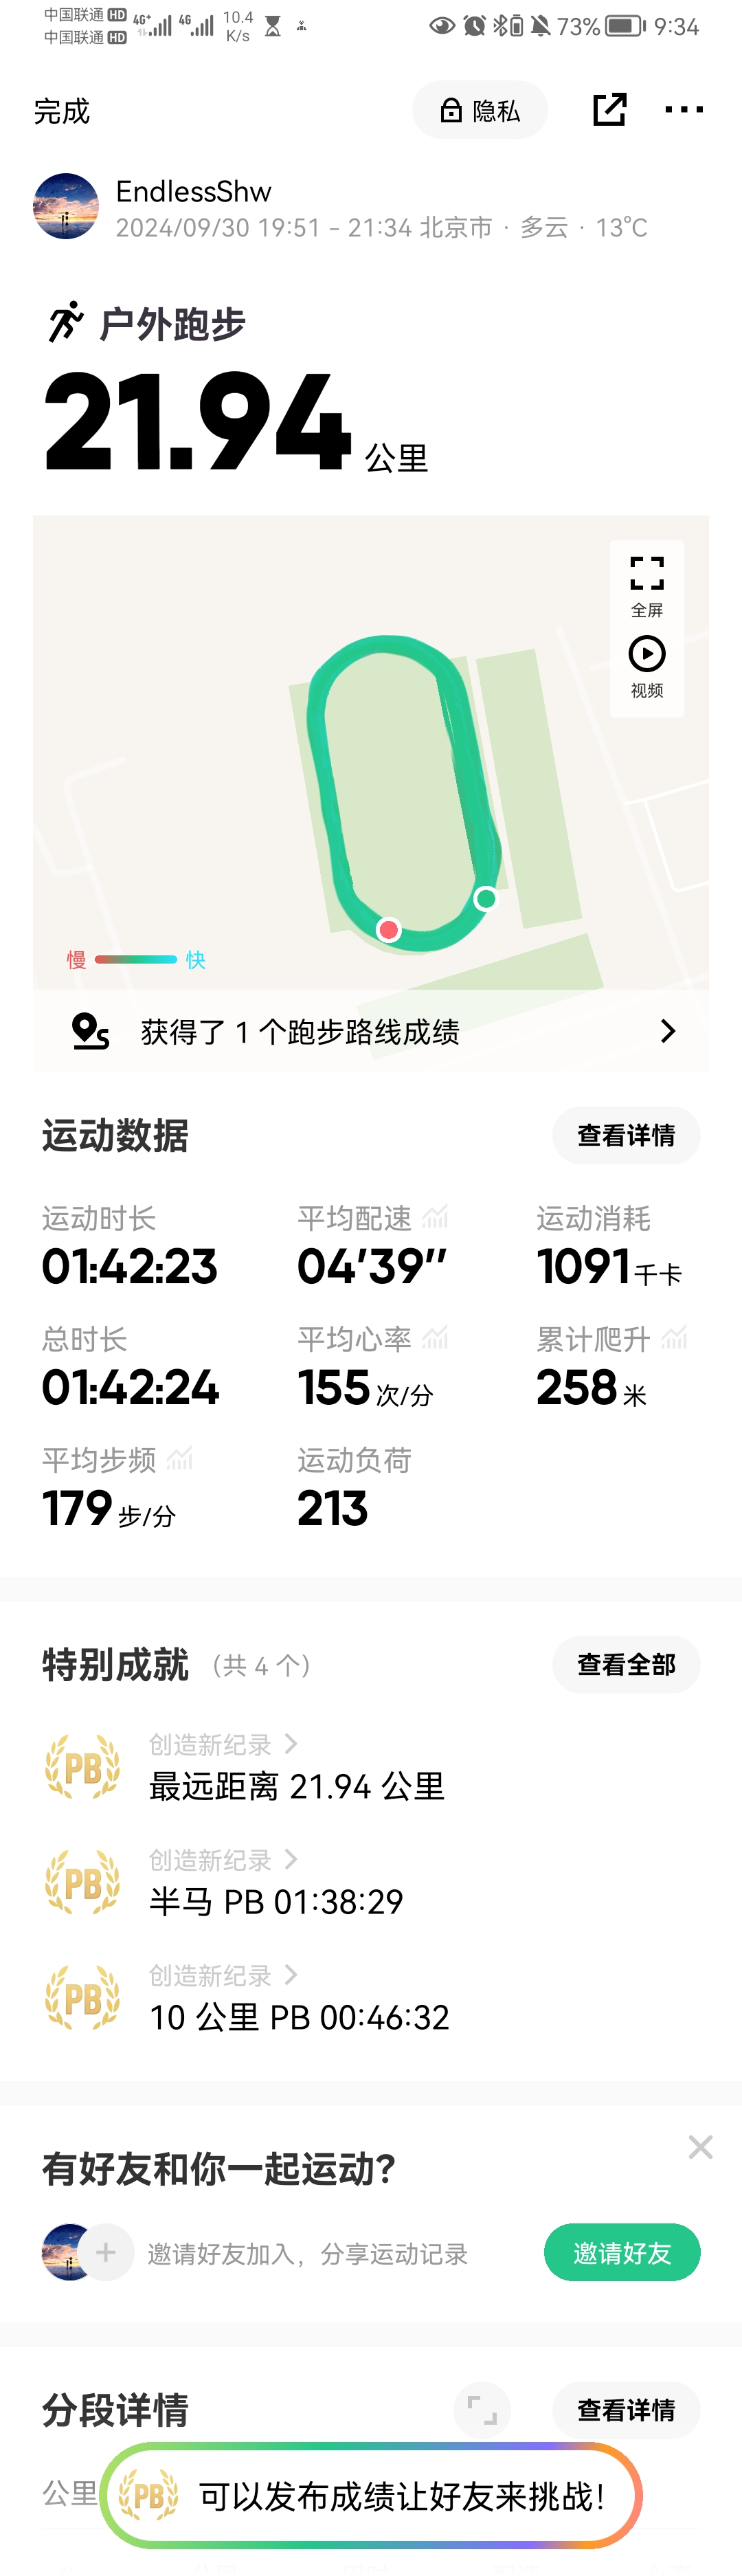 中国联通 HD 4G+ 4G 10.4 K/s 73% 9:34
中国联通 HD
完成 隐私
EndlessShw
2024/09/30 19:51 - 21:34 北京市 · 多云 · 13℃
户外跑步
21.94 公里
全屏
视频
慢 快
获得了 1 个跑步路线成绩
运动数据 查看详情
运动时长 平均配速 运动消耗
01:42:23 04'39'' 1091 千卡
总时长 平均心率 累计爬升
01:42:24 155 次/分 258 米
平均步频 运动负荷
179 步/分 213
特别成就 (共 4 个) 查看全部
创造新纪录
PB 最远距离 21.94 公里
创造新纪录
PB 半马 PB 01:38:29
创造新纪录
PB 10 公里 PB 00:46:32
有好友和你一起运动?
邀请好友加入，分享运动记录 邀请好友
分段详情 查看详情
公里 PB 可以发布成绩让好友来挑战!